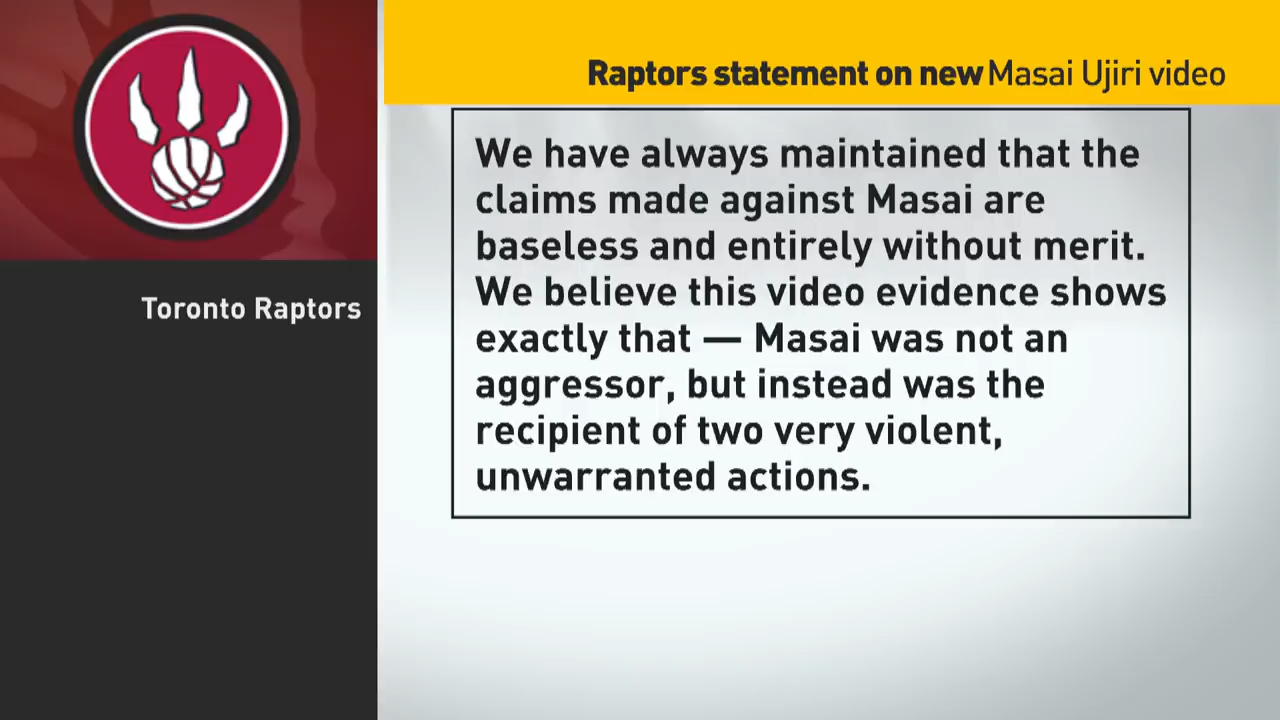 Raptors statement on new Masai Ujiri video
Toronto Raptors
We have always maintained that the
claims made against Masai are
baseless and entirely without merit.
We believe this video evidence shows
exactly that — Masai was not an
aggressor, but instead was the
recipient of two very violent,
unwarranted actions.